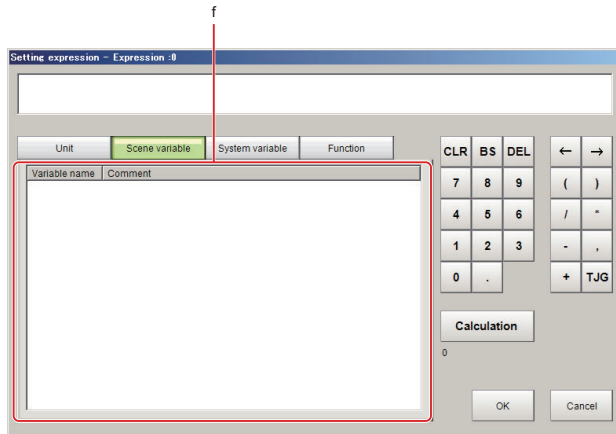 f
Setting expression - Expression :0
Unit Scene variable System variable Function
Variable name Comment
CLR BS DEL ← →
7 8 9 ( )
4 5 6 / *
1 2 3 - ,
0 . + TJG
Calculation
0
OK Cancel